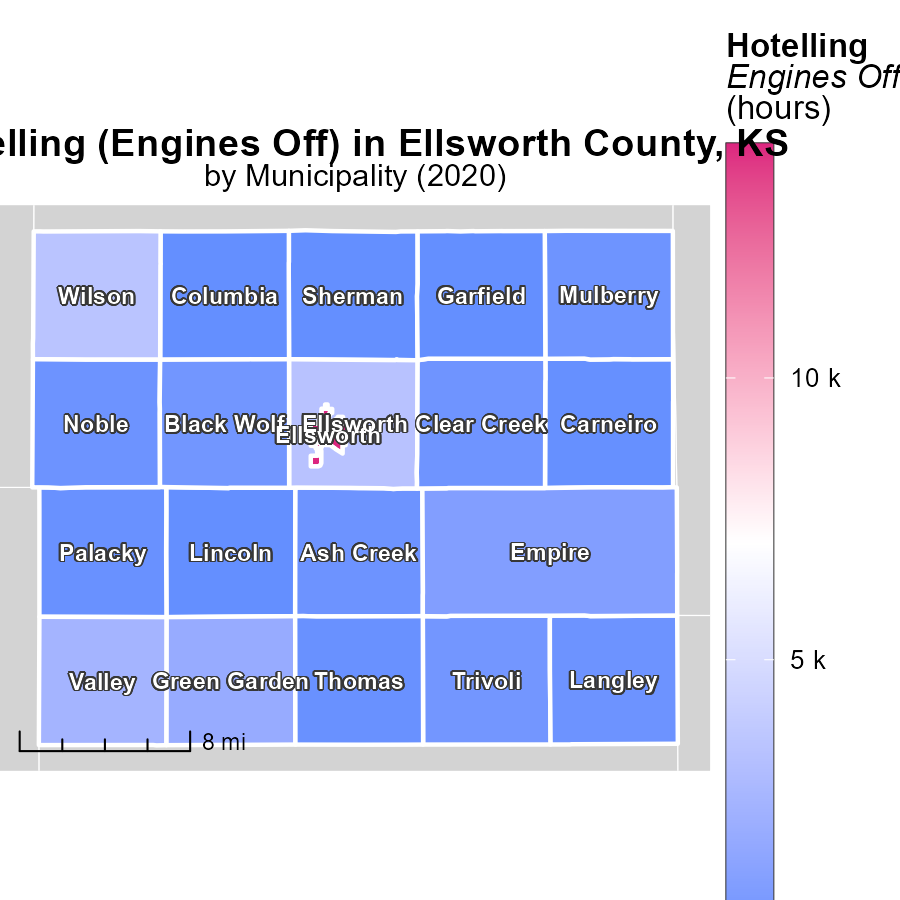 Hotelling
Engines Off
(hours)
elling (Engines Off) in Ellsworth County, KS
by Municipality (2020)
Wilson
Columbia
Sherman
Garfield
Mulberry
10 k
Noble
Black Wolf
Ellsworth
Clear Creek
Carneiro
Ellsworth
Palacky
Lincoln
Ash Creek
Empire
5 k
Valley
Green Garden
Thomas
Trivoli
Langley
8 mi